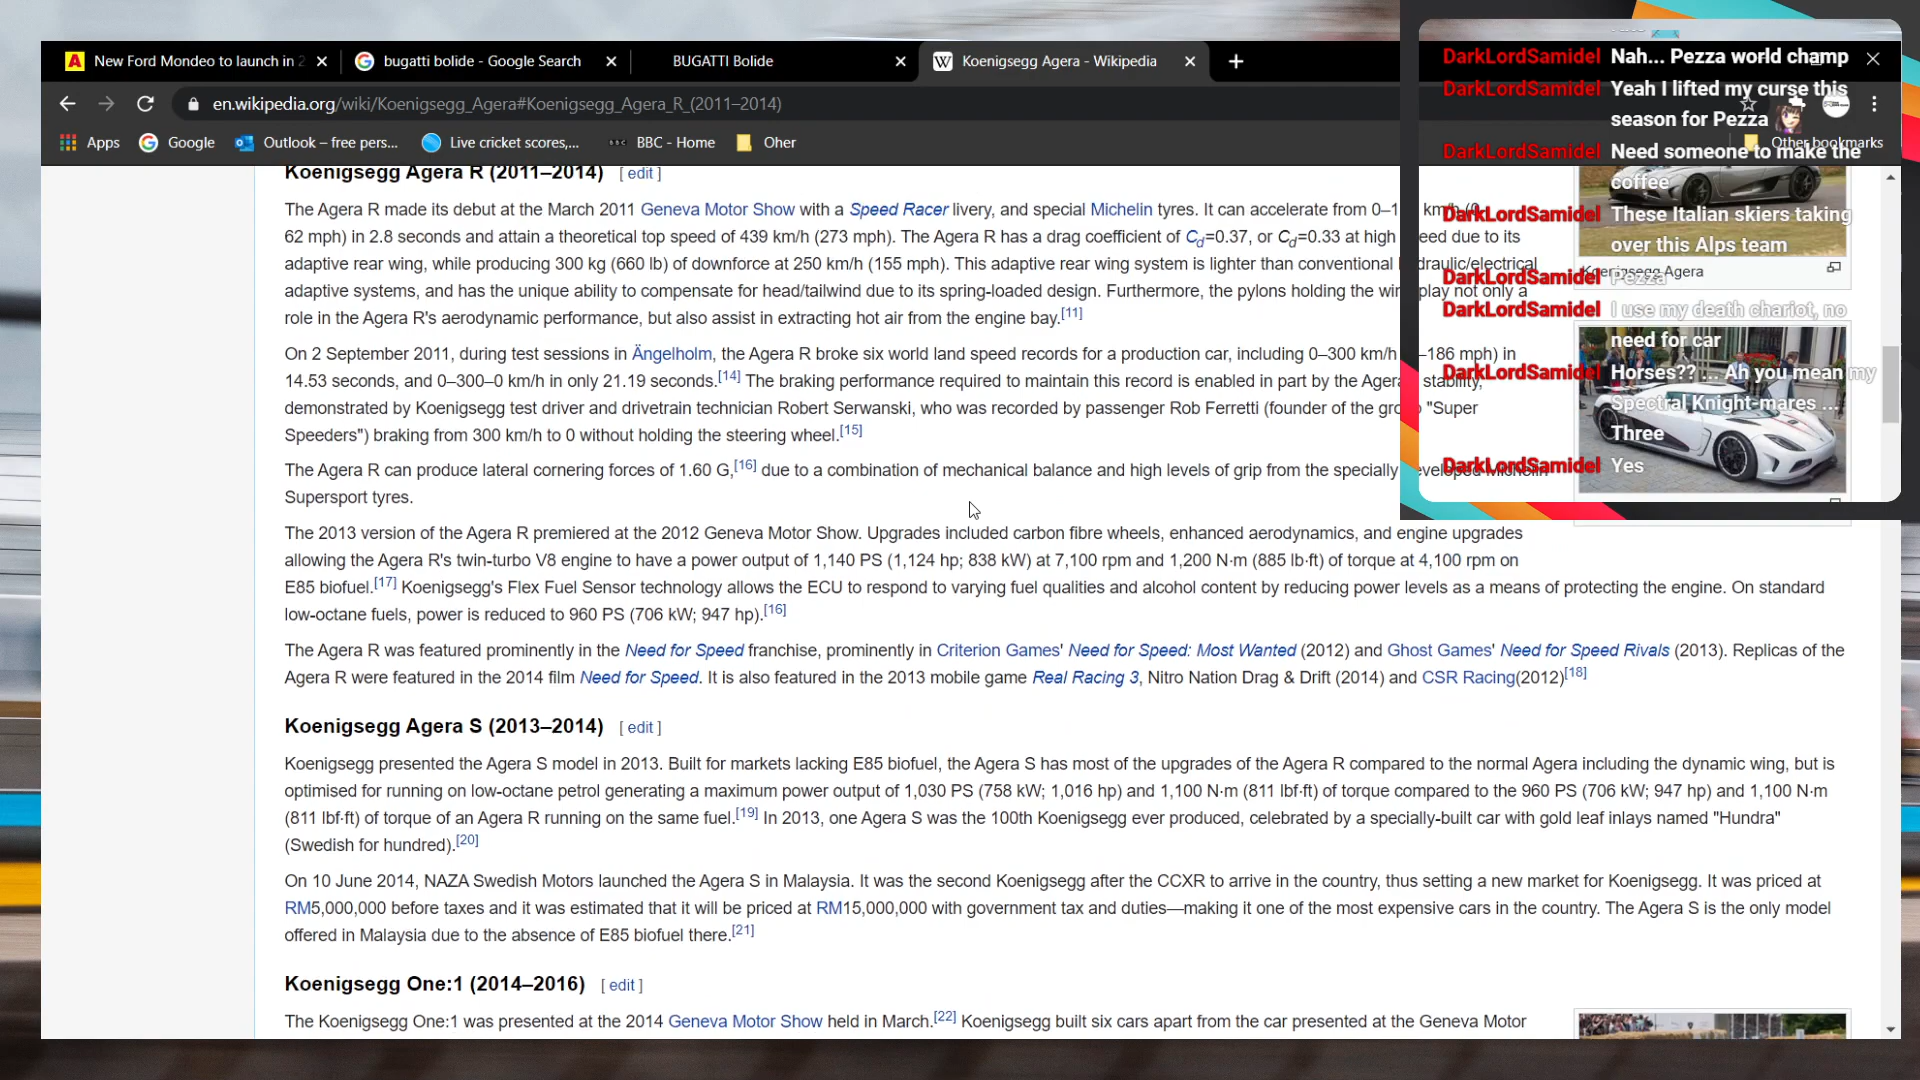 New Ford Mondeo to launch in 2
bugatti bolide - Google Search
BUGATTI Bolide
Koenigsegg Agera - Wikipedia
en.wikipedia.org/wiki/Koenigsegg_Agera#Koenigsegg_Agera_R_(2011–2014)
Apps
Google
Outlook – free pers...
Live cricket scores,...
BBC BBC - Home
Oher
Other bookmarks
Koenigsegg Agera R (2011–2014) [ edit ]
The Agera R made its debut at the March 2011 Geneva Motor Show with a Speed Racer livery, and special Michelin tyres. It can accelerate from 0–1 km/h (0
62 mph) in 2.8 seconds and attain a theoretical top speed of 439 km/h (273 mph). The Agera R has a drag coefficient of Cd=0.37, or Cd=0.33 at high eed due to its
adaptive rear wing, while producing 300 kg (660 lb) of downforce at 250 km/h (155 mph). This adaptive rear wing system is lighter than conventional draulic/electrical
adaptive systems, and has the unique ability to compensate for head/tailwind due to its spring-loaded design. Furthermore, the pylons holding the win play not only a
role in the Agera R's aerodynamic performance, but also assist in extracting hot air from the engine bay.[11]
On 2 September 2011, during test sessions in Ängelholm, the Agera R broke six world land speed records for a production car, including 0–300 km/h –186 mph) in
14.53 seconds, and 0–300–0 km/h in only 21.19 seconds.[14] The braking performance required to maintain this record is enabled in part by the Agera stability,
demonstrated by Koenigsegg test driver and drivetrain technician Robert Serwanski, who was recorded by passenger Rob Ferretti (founder of the gro "Super
Speeders") braking from 300 km/h to 0 without holding the steering wheel.[15]
The Agera R can produce lateral cornering forces of 1.60 G,[16] due to a combination of mechanical balance and high levels of grip from the specially eveloped Michelin
Supersport tyres.
The 2013 version of the Agera R premiered at the 2012 Geneva Motor Show. Upgrades included carbon fibre wheels, enhanced aerodynamics, and engine upgrades
allowing the Agera R's twin-turbo V8 engine to have a power output of 1,140 PS (1,124 hp; 838 kW) at 7,100 rpm and 1,200 N·m (885 lb·ft) of torque at 4,100 rpm on
E85 biofuel.[17] Koenigsegg's Flex Fuel Sensor technology allows the ECU to respond to varying fuel qualities and alcohol content by reducing power levels as a means of protecting the engine. On standard
low-octane fuels, power is reduced to 960 PS (706 kW; 947 hp).[16]
The Agera R was featured prominently in the Need for Speed franchise, prominently in Criterion Games' Need for Speed: Most Wanted (2012) and Ghost Games' Need for Speed Rivals (2013). Replicas of the
Agera R were featured in the 2014 film Need for Speed. It is also featured in the 2013 mobile game Real Racing 3, Nitro Nation Drag & Drift (2014) and CSR Racing(2012)[18]
Koenigsegg Agera S (2013–2014) [ edit ]
Koenigsegg presented the Agera S model in 2013. Built for markets lacking E85 biofuel, the Agera S has most of the upgrades of the Agera R compared to the normal Agera including the dynamic wing, but is
optimised for running on low-octane petrol generating a maximum power output of 1,030 PS (758 kW; 1,016 hp) and 1,100 N·m (811 lbf·ft) of torque compared to the 960 PS (706 kW; 947 hp) and 1,100 N·m
(811 lbf·ft) of torque of an Agera R running on the same fuel.[19] In 2013, one Agera S was the 100th Koenigsegg ever produced, celebrated by a specially-built car with gold leaf inlays named "Hundra"
(Swedish for hundred).[20]
On 10 June 2014, NAZA Swedish Motors launched the Agera S in Malaysia. It was the second Koenigsegg after the CCXR to arrive in the country, thus setting a new market for Koenigsegg. It was priced at
RM5,000,000 before taxes and it was estimated that it will be priced at RM15,000,000 with government tax and duties—making it one of the most expensive cars in the country. The Agera S is the only model
offered in Malaysia due to the absence of E85 biofuel there.[21]
Koenigsegg One:1 (2014–2016) [ edit ]
The Koenigsegg One:1 was presented at the 2014 Geneva Motor Show held in March.[22] Koenigsegg built six cars apart from the car presented at the Geneva Motor
Koenigsegg Agera
DarkLordSamidel Nah... Pezza world champ
DarkLordSamidel Yeah I lifted my curse this
season for Pezza
DarkLordSamidel Need someone to make the
coffee
DarkLordSamidel These Italian skiers taking
over this Alps team
DarkLordSamidel Pezza
DarkLordSamidel I use my death chariot, no
need for car
DarkLordSamidel Horses?? ... Ah you mean my
Spectral Knight-mares ...
Three
DarkLordSamidel Yes